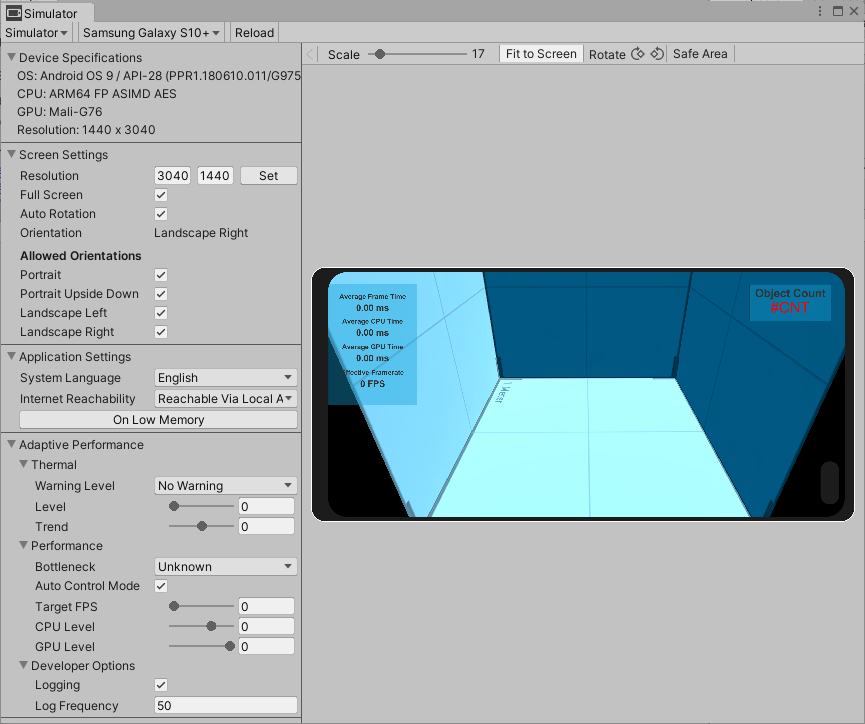 Simulator
Simulator Samsung Galaxy S10+ Reload
Device Specifications
OS: Android OS 9 / API-28 (PPR1.180610.011/G975
CPU: ARM64 FP ASIMD AES
GPU: Mali-G76
Resolution: 1440 x 3040
Screen Settings
Resolution 3040 1440 Set
Full Screen
Auto Rotation
Orientation Landscape Right
Allowed Orientations
Portrait
Portrait Upside Down
Landscape Left
Landscape Right
Application Settings
System Language English
Internet Reachability Reachable Via Local A
On Low Memory
Adaptive Performance
Thermal
Warning Level No Warning
Level 0
Trend 0
Performance
Bottleneck Unknown
Auto Control Mode
Target FPS 0
CPU Level 0
GPU Level 0
Developer Options
Logging
Log Frequency 50
Scale 17 Fit to Screen Rotate Safe Area
Average Frame Time
0.00 ms
Average CPU Time
0.00 ms
Average GPU Time
0.00 ms
Effective Framerate
0 FPS
Object Count
#CNT
1 Meter